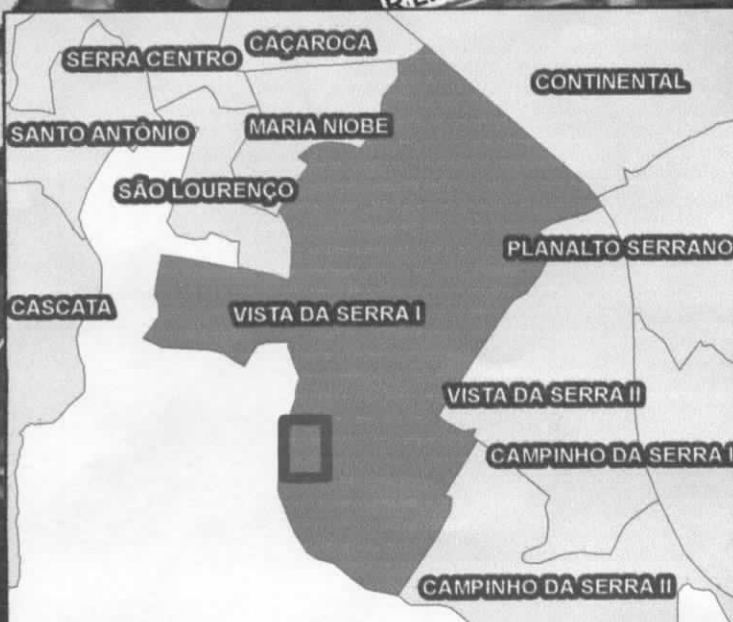 CAÇAROCA
SERRA CENTRO
CONTINENTAL
MARIA NIOBE
SANTO ANTÔNIO
SÃO LOURENÇO
PLANALTO SERRANO
CASCATA
VISTA DA SERRA I
VISTA DA SERRA II
CAMPINHO DA SERRA I
CAMPINHO DA SERRA II